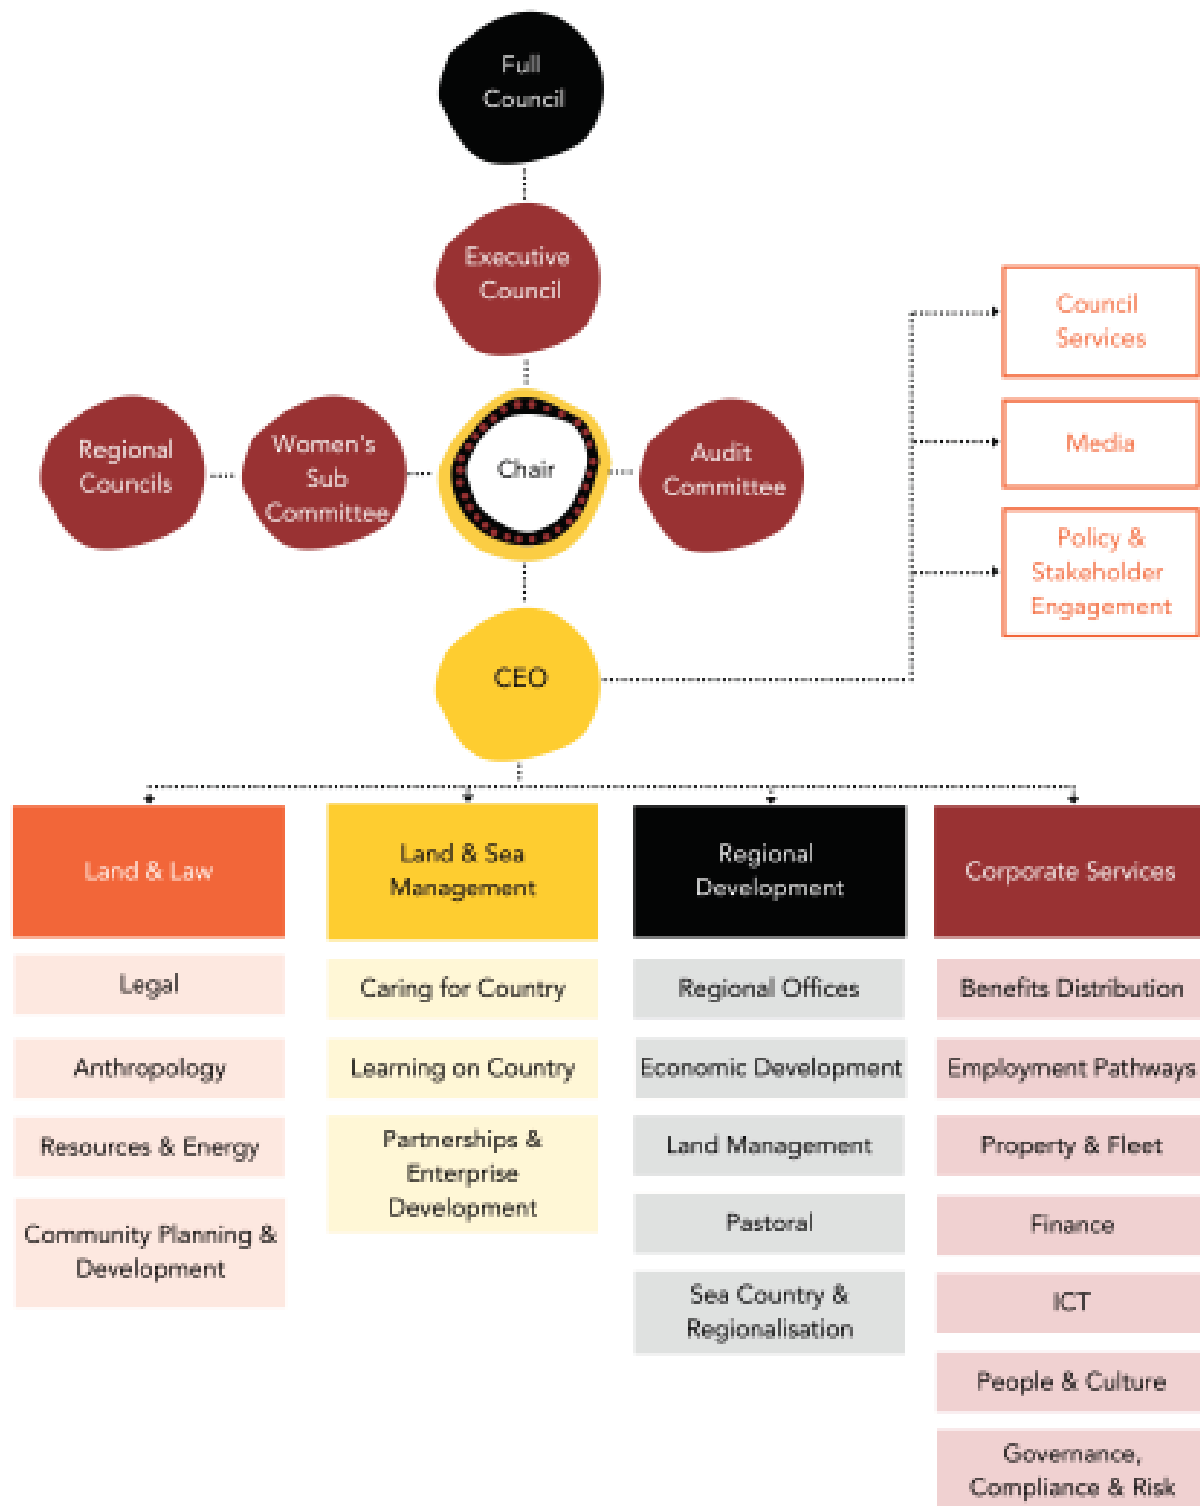 Full
Council
Executive
Council
Regional
Councils
Women's
Sub
Committee
Chair
Audit
Committee
CEO
Council
Services
Media
Policy &
Stakeholder
Engagement
Land & Law
Legal
Anthropology
Resources & Energy
Community Planning &
Development
Land & Sea
Management
Caring for Country
Learning on Country
Partnerships &
Enterprise
Development
Regional
Development
Regional Offices
Economic Development
Land Management
Pastoral
Sea Country &
Regionalisation
Corporate Services
Benefits Distribution
Employment Pathways
Property & Fleet
Finance
ICT
People & Culture
Governance,
Compliance & Risk